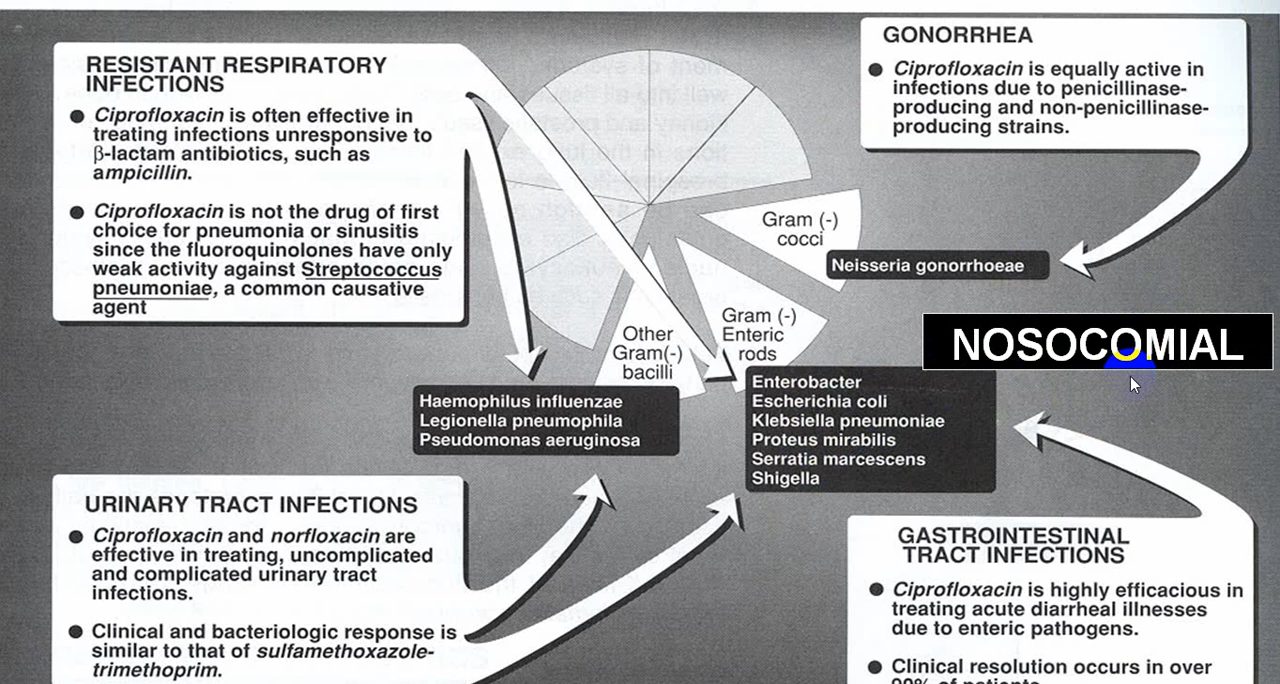 RESISTANT RESPIRATORY
INFECTIONS
● Ciprofloxacin is often effective in
treating infections unresponsive to
β-lactam antibiotics, such as
ampicillin.
● Ciprofloxacin is not the drug of first
choice for pneumonia or sinusitis
since the fluoroquinolones have only
weak activity against Streptococcus
pneumoniae, a common causative
agent
GONORRHEA
● Ciprofloxacin is equally active in
infections due to penicillinase-
producing and non-penicillinase-
producing strains.
Gram (-)
cocci
Neisseria gonorrhoeae
Gram (-)
Enteric
rods
Other
Gram(-)
bacilli
NOSOCOMIAL
Haemophilus influenzae
Legionella pneumophila
Pseudomonas aeruginosa
Enterobacter
Escherichia coli
Klebsiella pneumoniae
Proteus mirabilis
Serratia marcescens
Shigella
URINARY TRACT INFECTIONS
● Ciprofloxacin and norfloxacin are
effective in treating, uncomplicated
and complicated urinary tract
infections.
● Clinical and bacteriologic response is
similar to that of sulfamethoxazole-
trimethoprim.
GASTROINTESTINAL
TRACT INFECTIONS
● Ciprofloxacin is highly efficacious in
treating acute diarrheal illnesses
due to enteric pathogens.
● Clinical resolution occurs in over